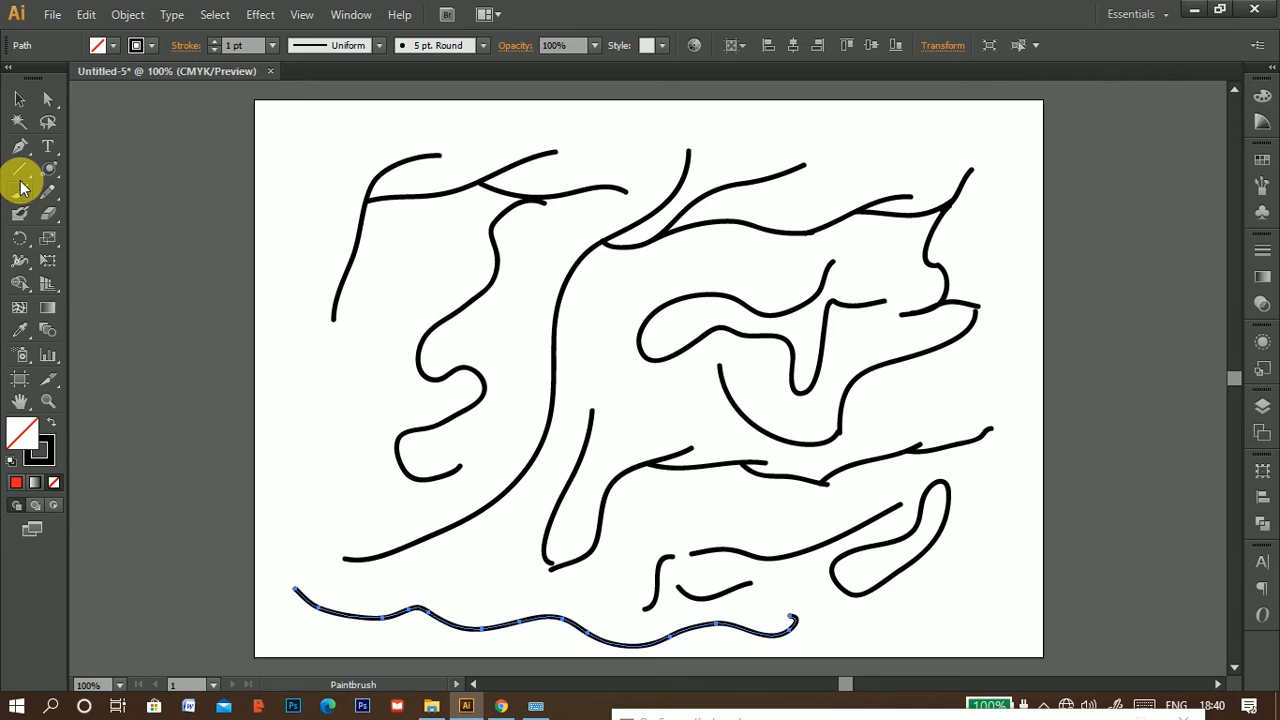 Ai File Edit Object Type Select Effect View Window Help Br Essentials
Path Stroke: 1 pt Uniform 5 pt. Round Opacity: 100% Style: Transform
Untitled-5* @ 100% (CMYK/Preview)
100% 1 Paintbrush
100% ENG 18:40